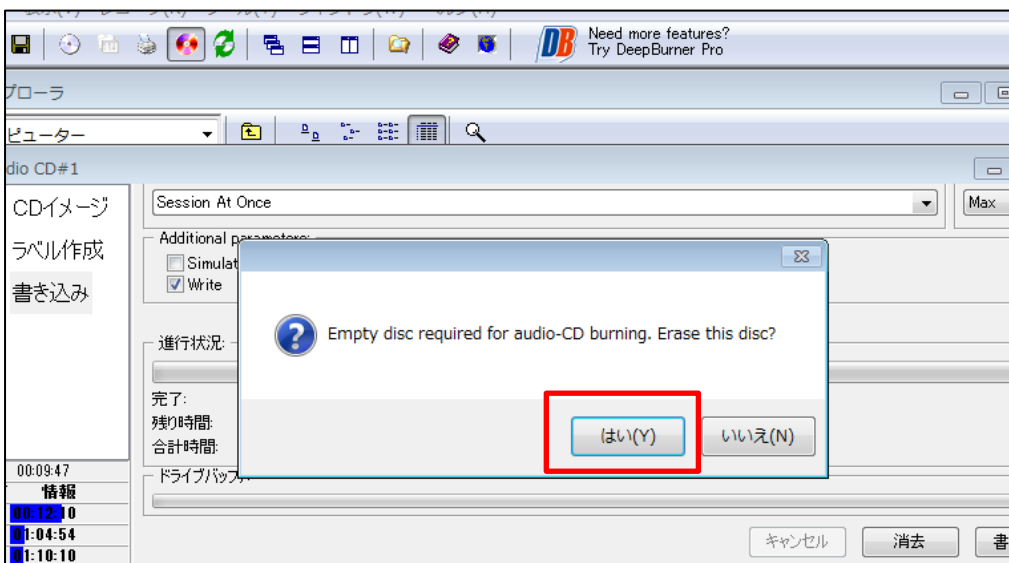 Need more features?
Try DeepBurner Pro
プローラ
ピューター
dio CD#1
CDイメージ
ラベル作成
書き込み
Session At Once
Max
Additional parameters:
Simulat
Write
Empty disc required for audio-CD burning. Erase this disc?
はい(Y)
いいえ(N)
進行状況:
完了:
残り時間:
合計時間:
ドライブバッファ:
00:09:47
情報
00:12:10
01:04:54
01:10:10
キャンセル
消去
書